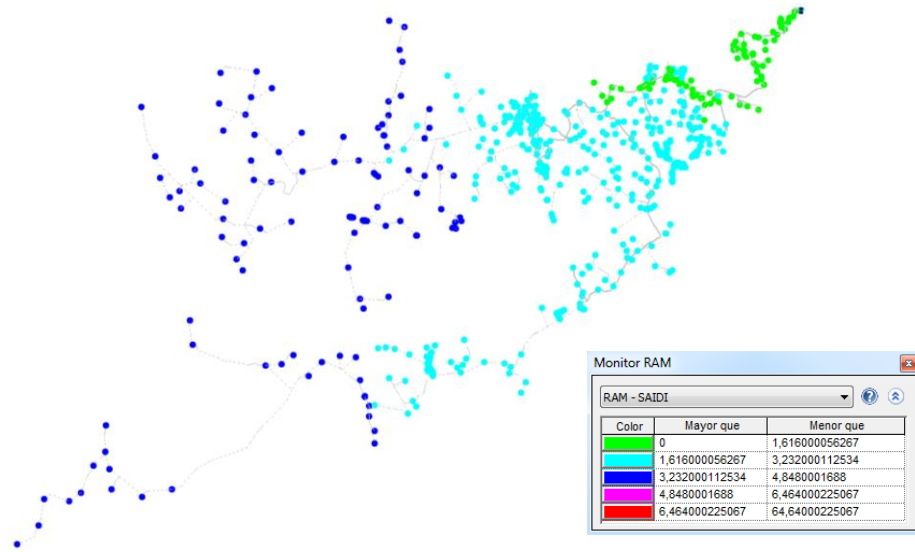 Monitor RAM
RAM - SAIDI
Color Mayor que Menor que
0 1,616000056267
1,616000056267 3,232000112534
3,232000112534 4,8480001688
4,8480001688 6,464000225067
6,464000225067 64,64000225067